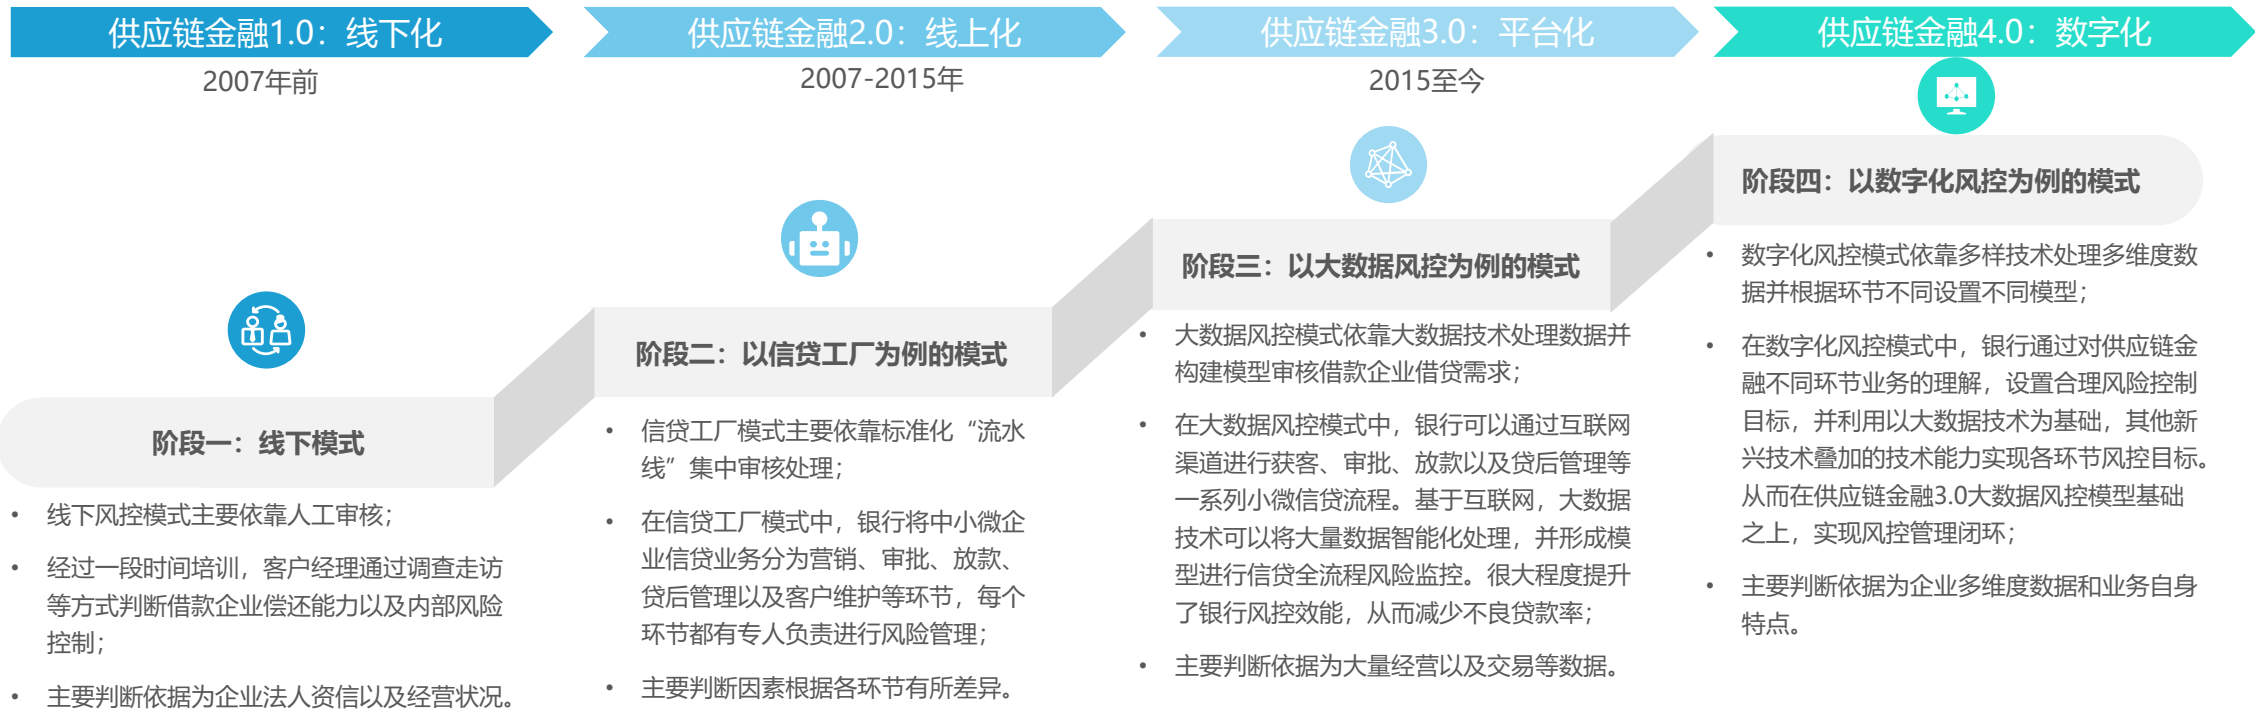 供应链金融1.0：线下化
2007年前
阶段一：线下模式
• 线下风控模式主要依靠人工审核；
• 经过一段时间培训，客户经理通过调查走访
等方式判断借款企业偿还能力以及内部风险
控制；
• 主要判断依据为企业法人资信以及经营状况。
供应链金融2.0：线上化
2007-2015年
阶段二：以信贷工厂为例的模式
• 信贷工厂模式主要依靠标准化“流水
线”集中审核处理；
• 在信贷工厂模式中，银行将中小微企
业信贷业务分为营销、审批、放款、
贷后管理以及客户维护等环节，每个
环节都有专人负责进行风险管理；
• 主要判断因素根据各环节有所差异。
供应链金融3.0：平台化
2015至今
阶段三：以大数据风控为例的模式
• 大数据风控模式依靠大数据技术处理数据并
构建模型审核借款企业借贷需求；
• 在大数据风控模式中，银行可以通过互联网
渠道进行获客、审批、放款以及贷后管理等
一系列小微信贷流程。基于互联网，大数据
技术可以将大量数据智能化处理，并形成模
型进行信贷全流程风险监控。很大程度提升
了银行风控效能，从而减少不良贷款率；
• 主要判断依据为大量经营以及交易等数据。
供应链金融4.0：数字化
阶段四：以数字化风控为例的模式
• 数字化风控模式依靠多样技术处理多维度数
据并根据环节不同设置不同模型；
• 在数字化风控模式中，银行通过对供应链金
融不同环节业务的理解，设置合理风险控制
目标，并利用以大数据技术为基础，其他新
兴技术叠加的技术能力实现各环节风控目标。
从而在供应链金融3.0大数据风控模型基础
之上，实现风控管理闭环；
• 主要判断依据为企业多维度数据和业务自身
特点。